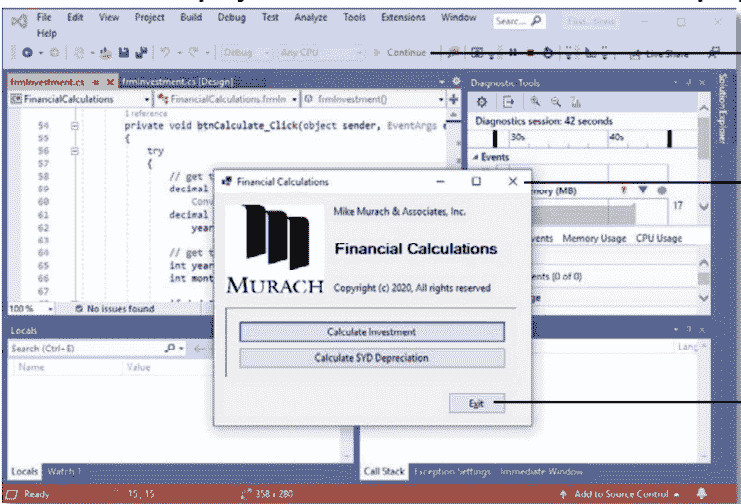 File Edit View Project Build Debug Test Analyze Tools Extensions Window
Help
Searc...
Debug Any CPU Continue
Live Share
frmInvestment.cs frmInvestment.cs [Design]
FinancialCalculations FinancialCalculations.frmIn frmInvestment()
1 reference
54 private void btnCalculate_Click(object sender, EventArgs e
55 {
56 try
57 {
58 // get t
59 decimal
60 Conv
61 decimal
62 year
63
64 // get t
65 int year
66 int mont
67
100 % No issues found
Diagnostic Tools
Diagnostics session: 42 seconds
30s 40s
Events
mory (MB)
17
vents Memory Usage CPU Usage
ents (0 of 0)
ge
Solution Explorer
Financial Calculations
Mike Murach & Associates, Inc.
Financial Calculations
MURACH
Copyright (c) 2020, All rights reserved
Calculate Investment
Calculate SYD Depreciation
Exit
Locals
Search (Ctrl+E)
Name Value
Lang
Locals Watch 1
Call Stack Exception Settings Immediate Window
Ready 15, 15 358 x 280 Add to Source Control